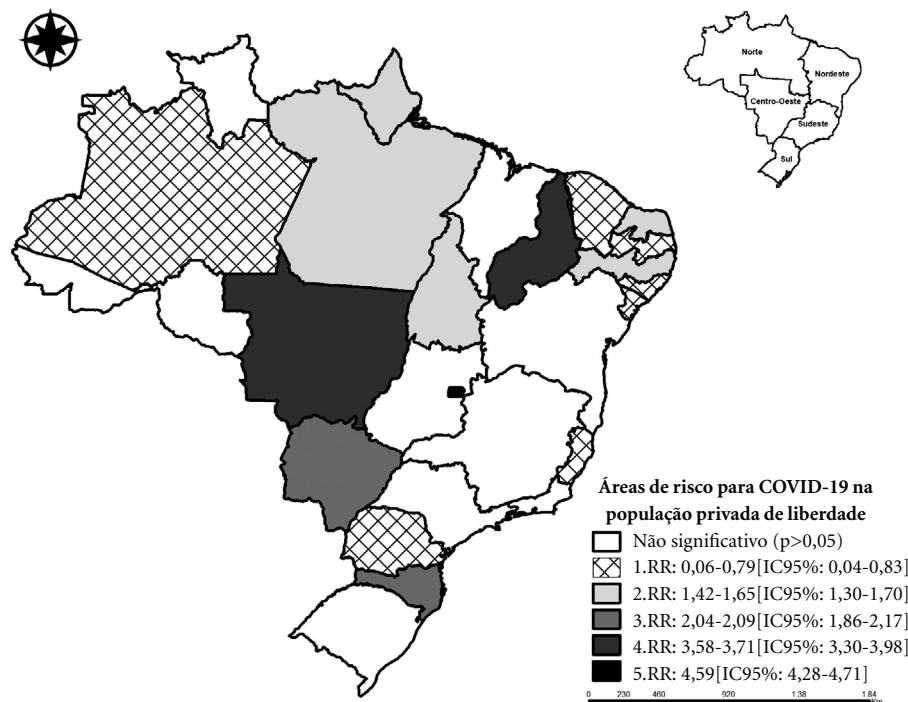 Norte
Nordeste
Centro-Oeste
Sudeste
Sul
Áreas de risco para COVID-19 na
população privada de liberdade
Não significativo (p>0,05)
1.RR: 0,06-0,79[IC95%: 0,04-0,83]
2.RR: 1,42-1,65[IC95%: 1,30-1,70]
3.RR: 2,04-2,09[IC95%: 1,86-2,17]
4.RR: 3,58-3,71[IC95%: 3,30-3,98]
5.RR: 4,59[IC95%: 4,28-4,71]
0 230 460 920 1.38 1.84
Km